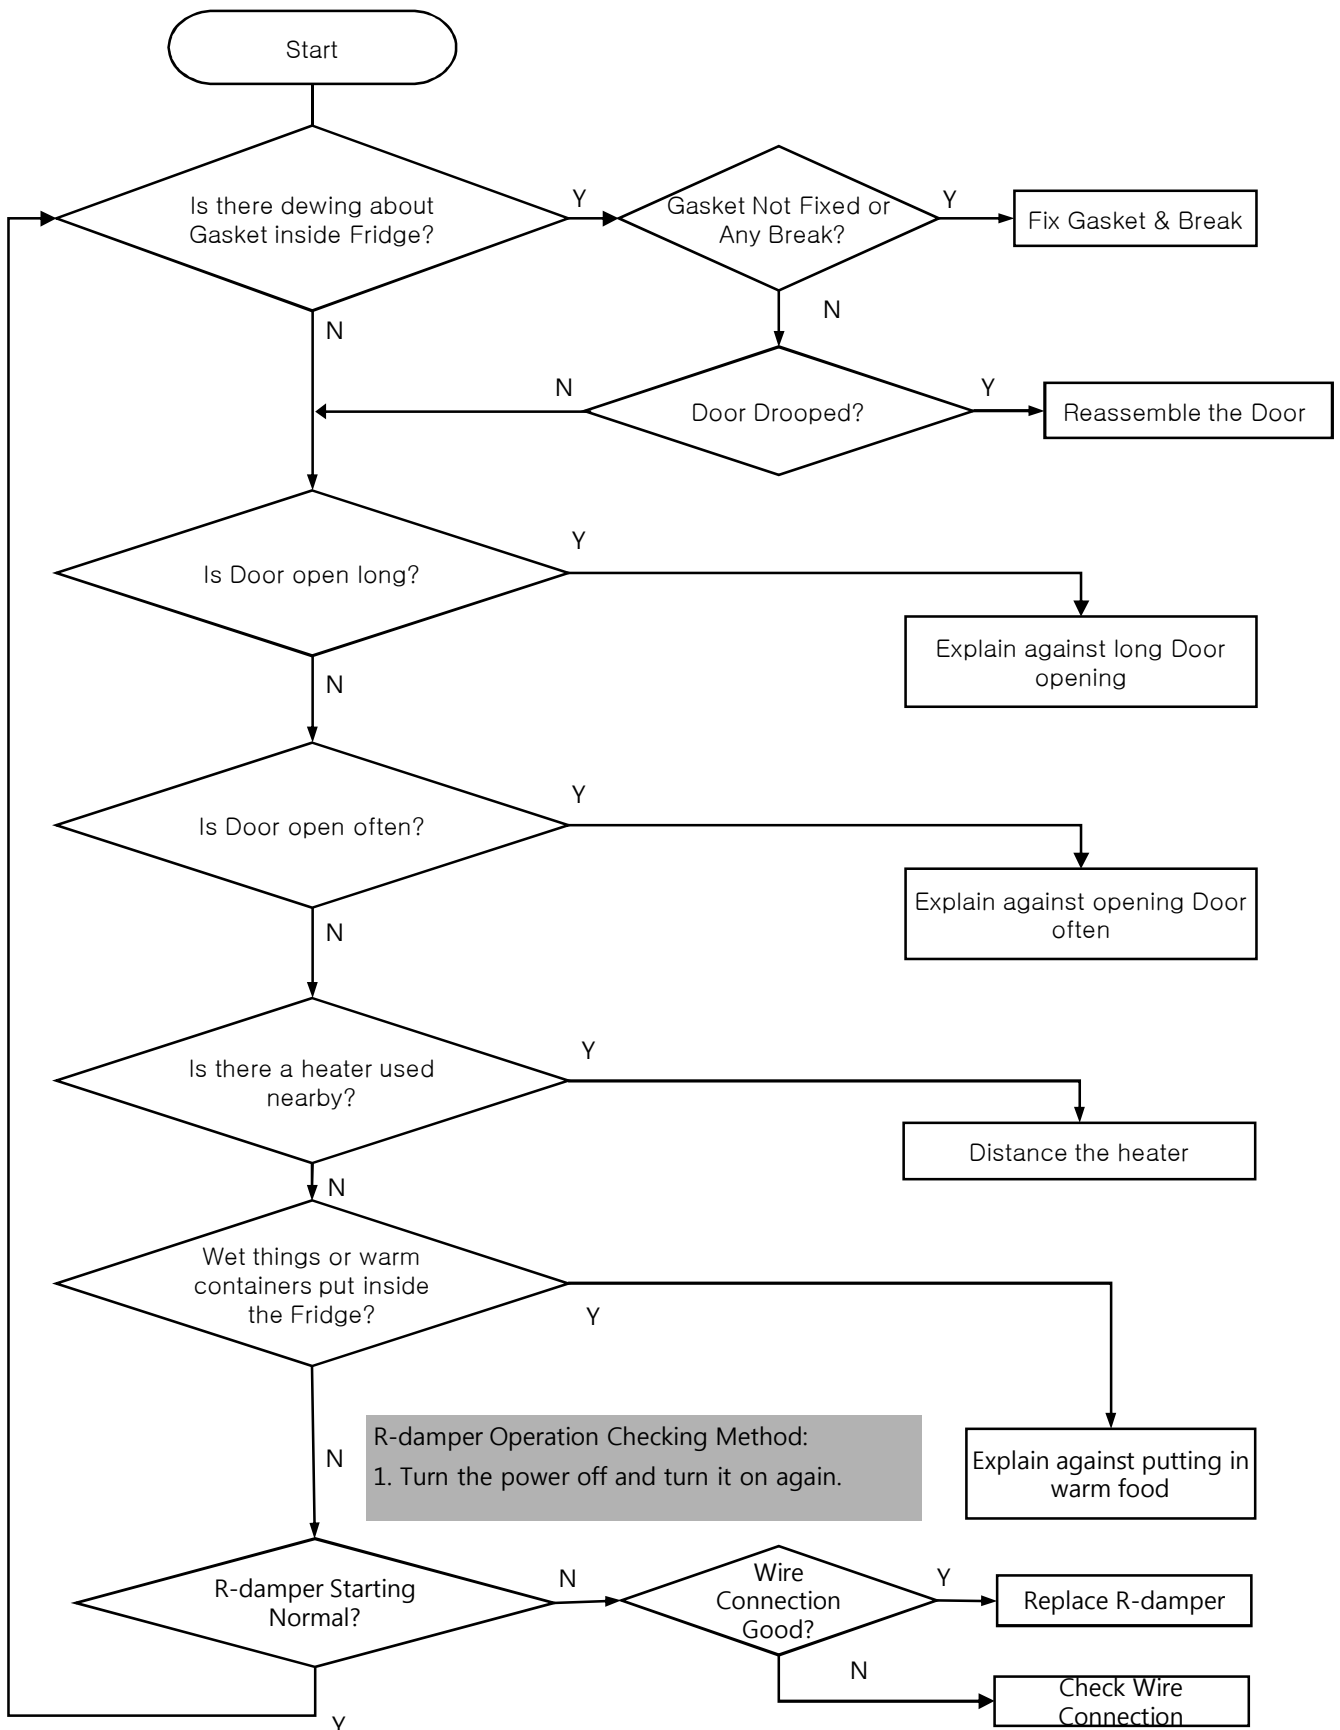 Start
Is there dewing about
Gasket inside Fridge?
Y
Gasket Not Fixed or
Any Break?
Y
Fix Gasket & Break
N
N
N
Door Drooped?
Y
Reassemble the Door
Is Door open long?
Y
Explain against long Door
opening
N
Is Door open often?
Y
Explain against opening Door
often
N
Is there a heater used
nearby?
Y
Distance the heater
N
Wet things or warm
containers put inside
the Fridge?
Y
Explain against putting in
warm food
N
R-damper Operation Checking Method:
1. Turn the power off and turn it on again.
R-damper Starting
Normal?
N
Wire
Connection
Good?
Y
Replace R-damper
N
Check Wire
Connection
Y